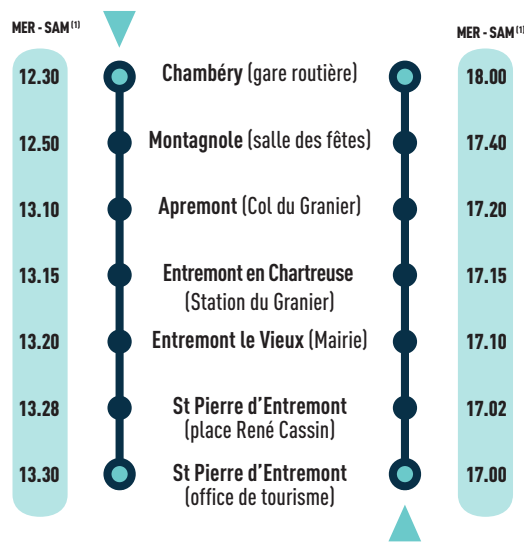 MER - SAM (1)
MER - SAM (1)
12.30 Chambéry (gare routière) 18.00
12.50 Montagnole (salle des fêtes) 17.40
13.10 Apremont (Col du Granier) 17.20
13.15 Entremont en Chartreuse 17.15
(Station du Granier)
13.20 Entremont le Vieux (Mairie) 17.10
13.28 St Pierre d'Entremont 17.02
(place René Cassin)
13.30 St Pierre d'Entremont 17.00
(office de tourisme)